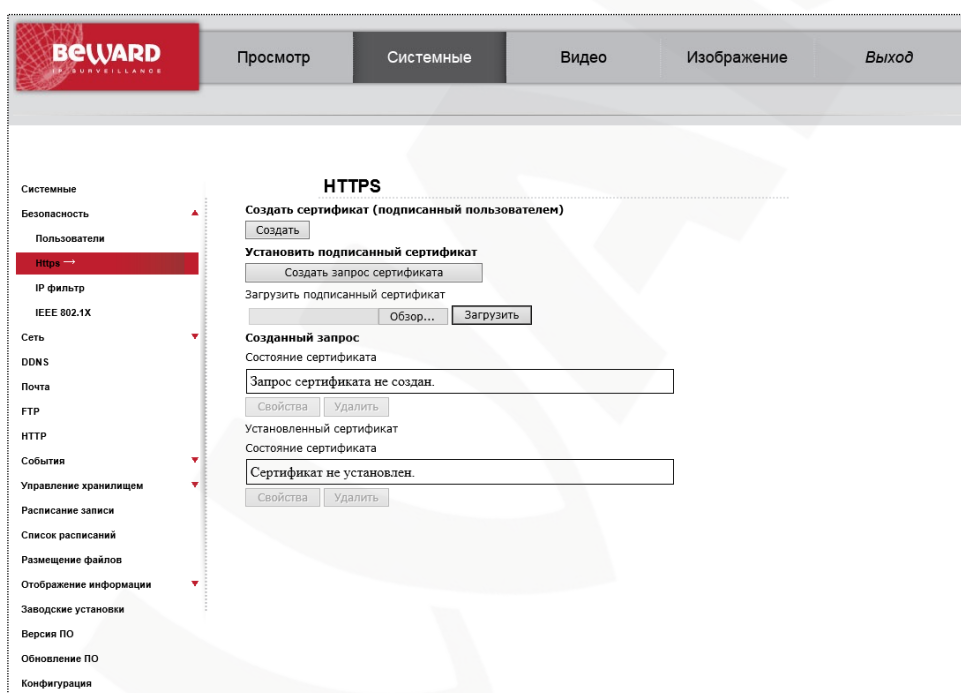 BEWARD
IP SURVEILLANCE
Просмотр Системные Видео Изображение Выход
HTTPS
Системные
Безопасность
Пользователи
Https →
IP фильтр
IEEE 802.1X
Сеть
DDNS
Почта
FTP
HTTP
События
Управление хранилищем
Расписание записи
Список расписаний
Размещение файлов
Отображение информации
Заводские установки
Версия ПО
Обновление ПО
Конфигурация
Создать сертификат (подписанный пользователем)
Создать
Установить подписанный сертификат
Создать запрос сертификата
Загрузить подписанный сертификат
Обзор... Загрузить
Созданный запрос
Состояние сертификата
Запрос сертификата не создан.
Свойства Удалить
Установленный сертификат
Состояние сертификата
Сертификат не установлен.
Свойства Удалить